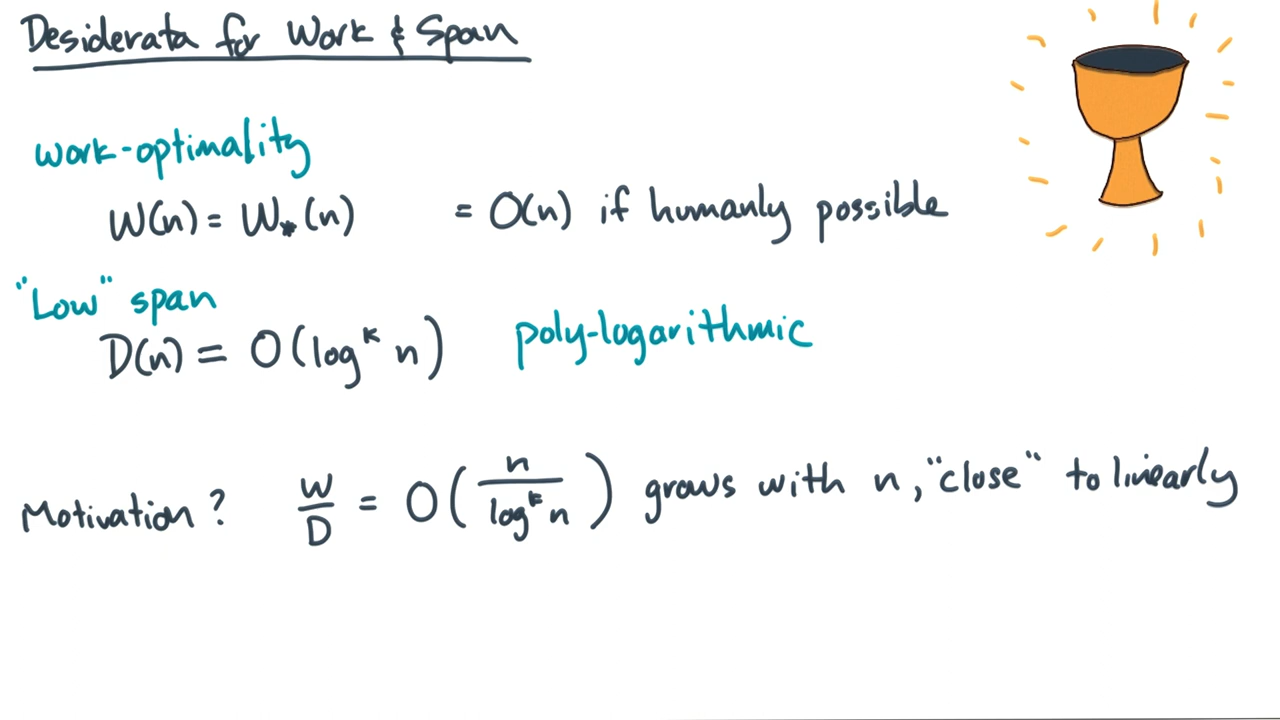 Desiderata for Work & Span
work-optimality
W(n) = W*(n) = O(n) if humanly possible
"Low" span
D(n) = O(log^k n) poly-logarithmic
Motivation? W/D = O(n/log^k n) grows with n, "close" to linearly